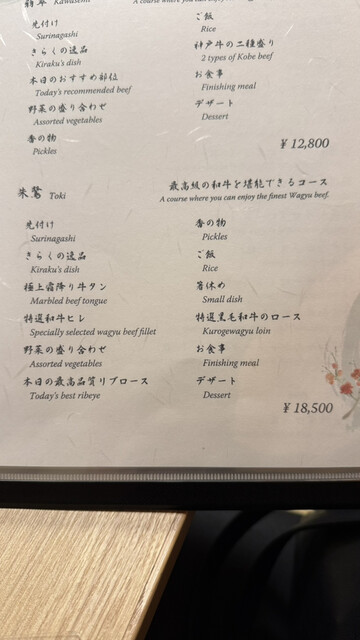 翡翠 Kawasemi
A course where you can enjoy
先付け
Surinagashi
きらくの逸品
Kiraku's dish
本日のおすすめ部位
Today's recommended beef
野菜の盛り合わせ
Assorted vegetables
香の物
Pickles
ご飯
Rice
神戸牛の二種盛り
2 types of Kobe beef
お食事
Finishing meal
デザート
Dessert
¥12,800
朱鷺 Toki
最高級の和牛を堪能できるコース
A course where you can enjoy the finest Wagyu beef.
先付け
Surinagashi
きらくの逸品
Kiraku's dish
極上霜降り牛タン
Marbled beef tongue
特選和牛ヒレ
Specially selected wagyu beef fillet
野菜の盛り合わせ
Assorted vegetables
本日の最高品質リブロース
Today's best ribeye
香の物
Pickles
ご飯
Rice
箸休め
Small dish
特選黒毛和牛のロース
Kurogewagyu loin
お食事
Finishing meal
デザート
Dessert
¥18,500